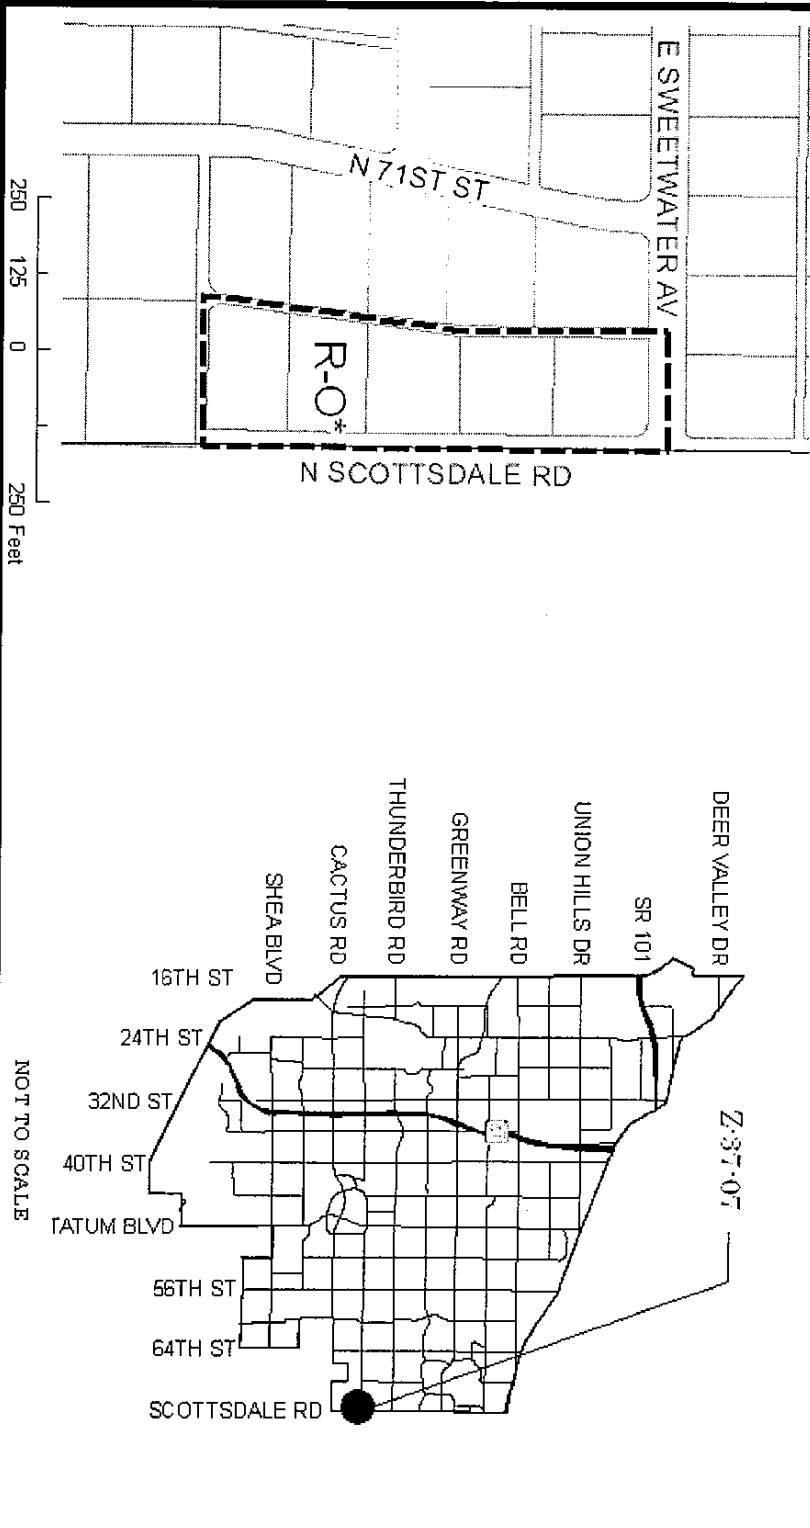 E SWEETWATER AV
N 71ST ST
R-O*
N SCOTTSDALE RD
250 125 0 250 Feet
DEER VALLEY DR
SR 101
UNION HILLS DR
BELL RD
GREENWAY RD
THUNDERBIRD RD
CACTUS RD
SHEA BLVD
16TH ST
24TH ST
32ND ST
40TH ST
TATUM BLVD
56TH ST
64TH ST
SCOTTSDALE RD
Z-37-07
NOT TO SCALE